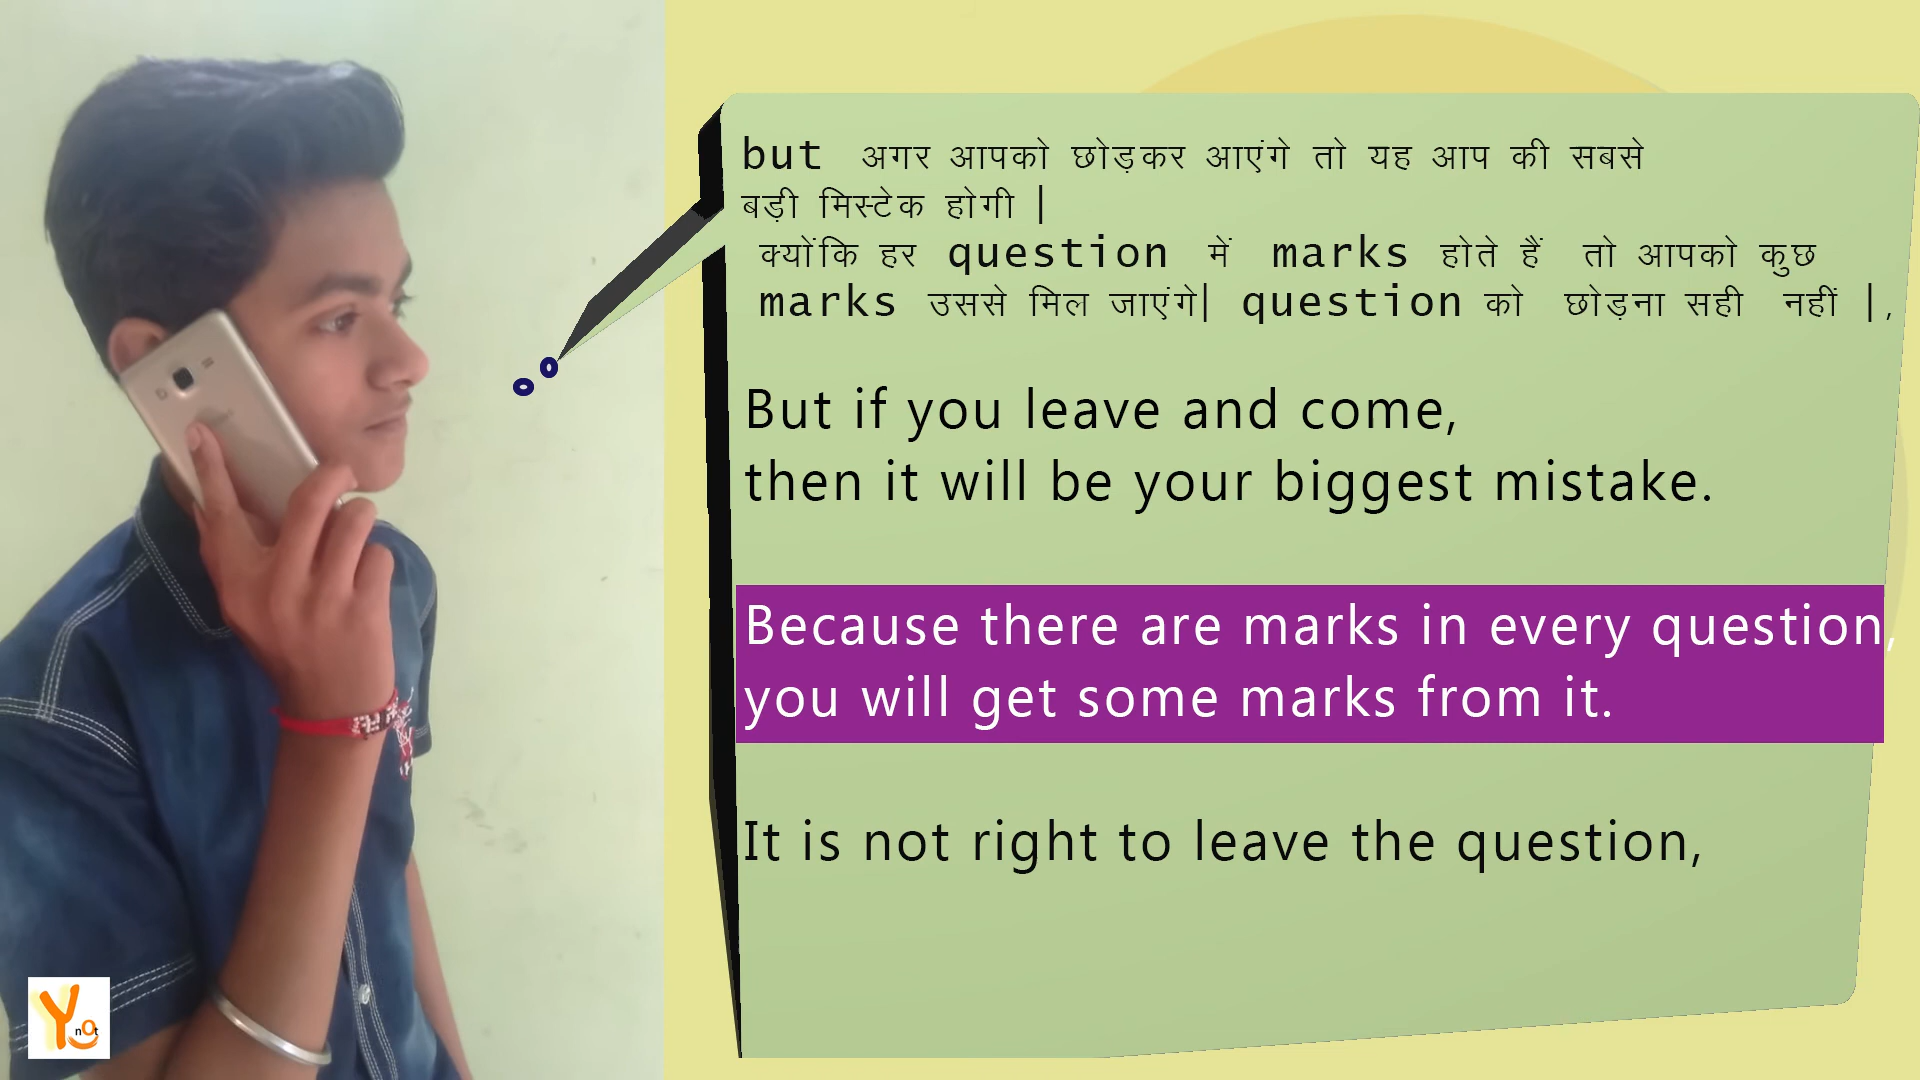 but अगर आपको छोड़कर आएंगे तो यह आप की सबसे
बड़ी मिस्टेक होगी |
क्योंकि हर question में marks होते हैं तो आपको कुछ
marks उससे मिल जाएंगे| question को छोड़ना सही नहीं |,
But if you leave and come,
then it will be your biggest mistake.
Because there are marks in every question,
you will get some marks from it.
It is not right to leave the question,
Y not